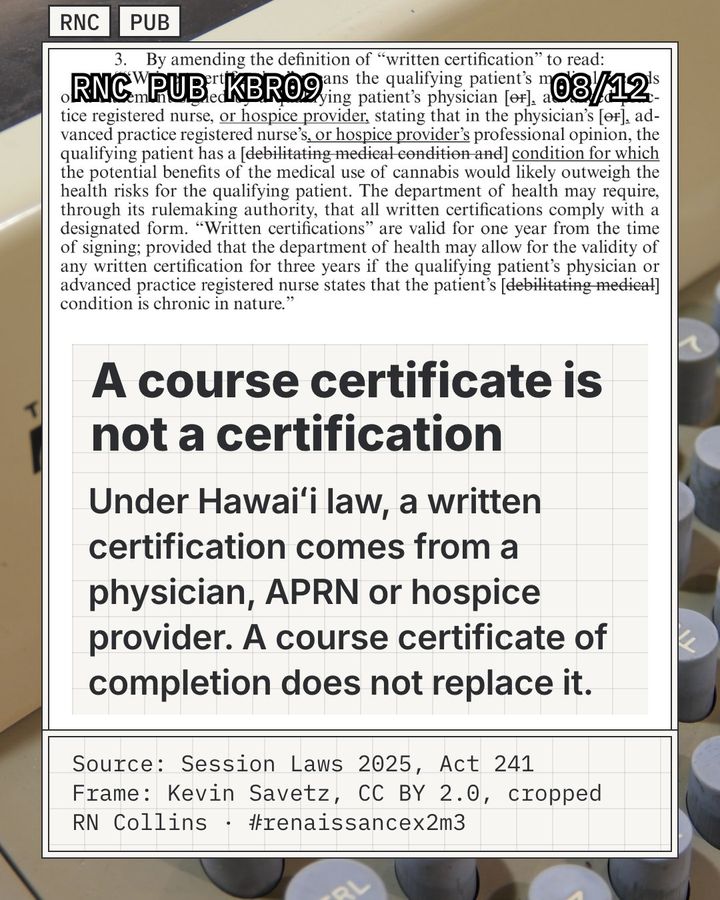 RNC PUB
3. By amending the definition of “written certification” to read:
means the qualifying patient’s
RNC PUB KBR09 08/12
physician [or],
tice registered nurse, or hospice provider, stating that in the physician’s [or], ad-
vanced practice registered nurse’s, or hospice provider’s professional opinion, the
qualifying patient has a [debilitating medical condition and] condition for which
the potential benefits of the medical use of cannabis would likely outweigh the
health risks for the qualifying patient. The department of health may require,
through its rulemaking authority, that all written certifications comply with a
designated form. “Written certifications” are valid for one year from the time
of signing; provided that the department of health may allow for the validity of
any written certification for three years if the qualifying patient’s physician or
advanced practice registered nurse states that the patient’s [debilitating medical]
condition is chronic in nature.”
A course certificate is
not a certification
Under Hawaiʻi law, a written
certification comes from a
physician, APRN or hospice
provider. A course certificate of
completion does not replace it.
Source: Session Laws 2025, Act 241
Frame: Kevin Savetz, CC BY 2.0, cropped
RN Collins · #renaissancex2m3